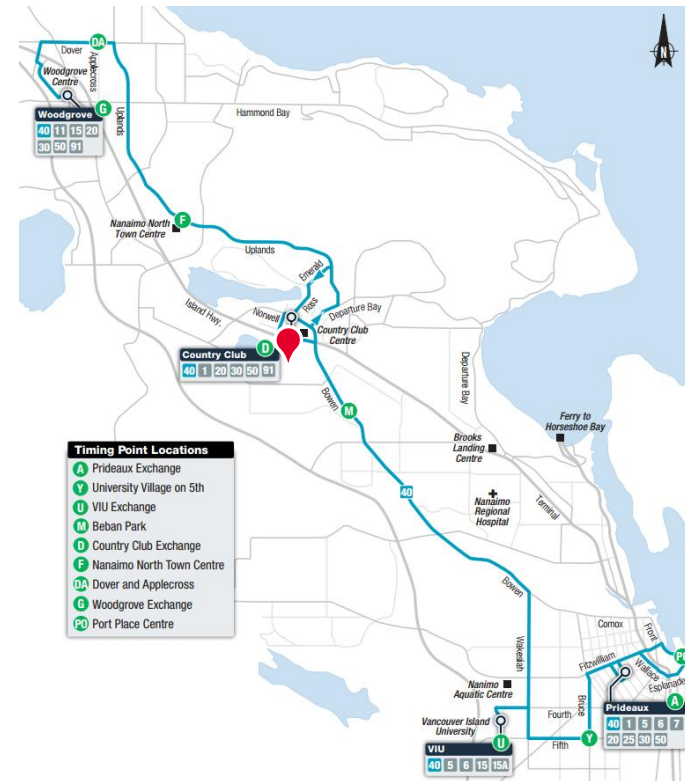 Dover
DA
Applecross
Woodgrove
Centre
Woodgrove
G
40 11 15 20
30 50 91
Uplands
Hammond Bay
N
Nanaimo North
Town Centre
F
Uplands
Emerald
Ross
Norwell
Departure Bay
Island Hwy.
Country Club
Centre
Country Club
D
40 1 20 30 50 91
Bowen
M
Departure Bay
Ferry to
Horseshoe Bay
Brooks
Landing
Centre
Terminal
40
Nanaimo
Regional
Hospital
Timing Point Locations
A Prideaux Exchange
Y University Village on 5th
U VIU Exchange
M Beban Park
D Country Club Exchange
F Nanaimo North Town Centre
DA Dover and Applecross
G Woodgrove Exchange
PO Port Place Centre
Bowen
Wakesiah
Comox
Front
Fitzwilliam
Wallace
PO
Esplanade
Nanimo
Aquatic Centre
Bruce
Fourth
Vancouver Island
University
Fifth
Y
VIU
U
40 5 6 15 15A
Prideaux
A
40 1 5 6 7
20 25 30 50